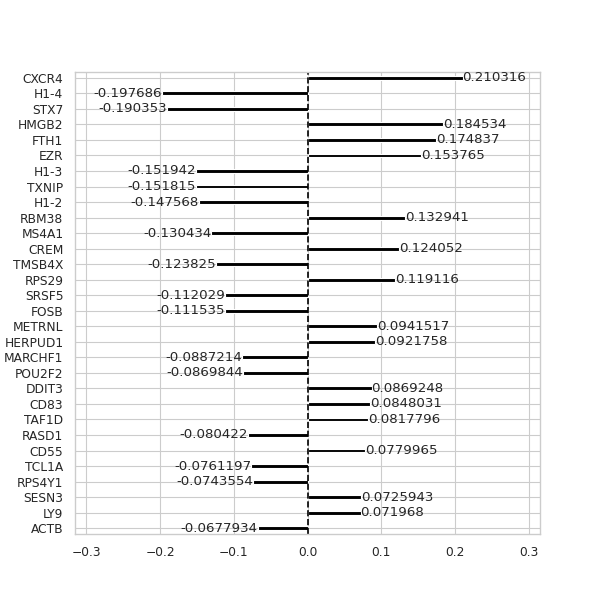 CXCR4 0.210316
H1-4 -0.197686
STX7 -0.190353
HMGB2 0.184534
FTH1 0.174837
EZR 0.153765
H1-3 -0.151942
TXNIP -0.151815
H1-2 -0.147568
RBM38 0.132941
MS4A1 -0.130434
CREM 0.124052
TMSB4X -0.123825
RPS29 0.119116
SRSF5 -0.112029
FOSB -0.111535
METRNL 0.0941517
HERPUD1 0.0921758
MARCHF1 -0.0887214
POU2F2 -0.0869844
DDIT3 0.0869248
CD83 0.0848031
TAF1D 0.0817796
RASD1 -0.080422
CD55 0.0779965
TCL1A -0.0761197
RPS4Y1 -0.0743554
SESN3 0.0725943
LY9 0.071968
ACTB -0.0677934
−0.3 −0.2 −0.1 0.0 0.1 0.2 0.3